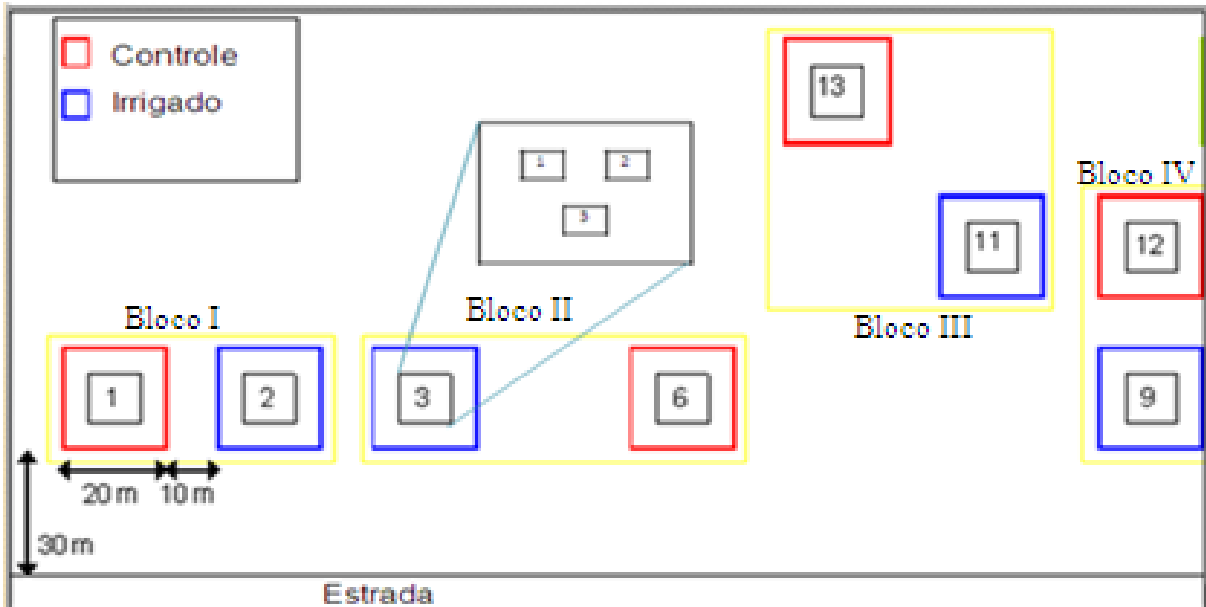 Controle
Irrigado
13
1 2
3
Bloco IV
11
12
Bloco I
Bloco II
Bloco III
1
2
3
6
9
20 m 10 m
30 m
Estrada